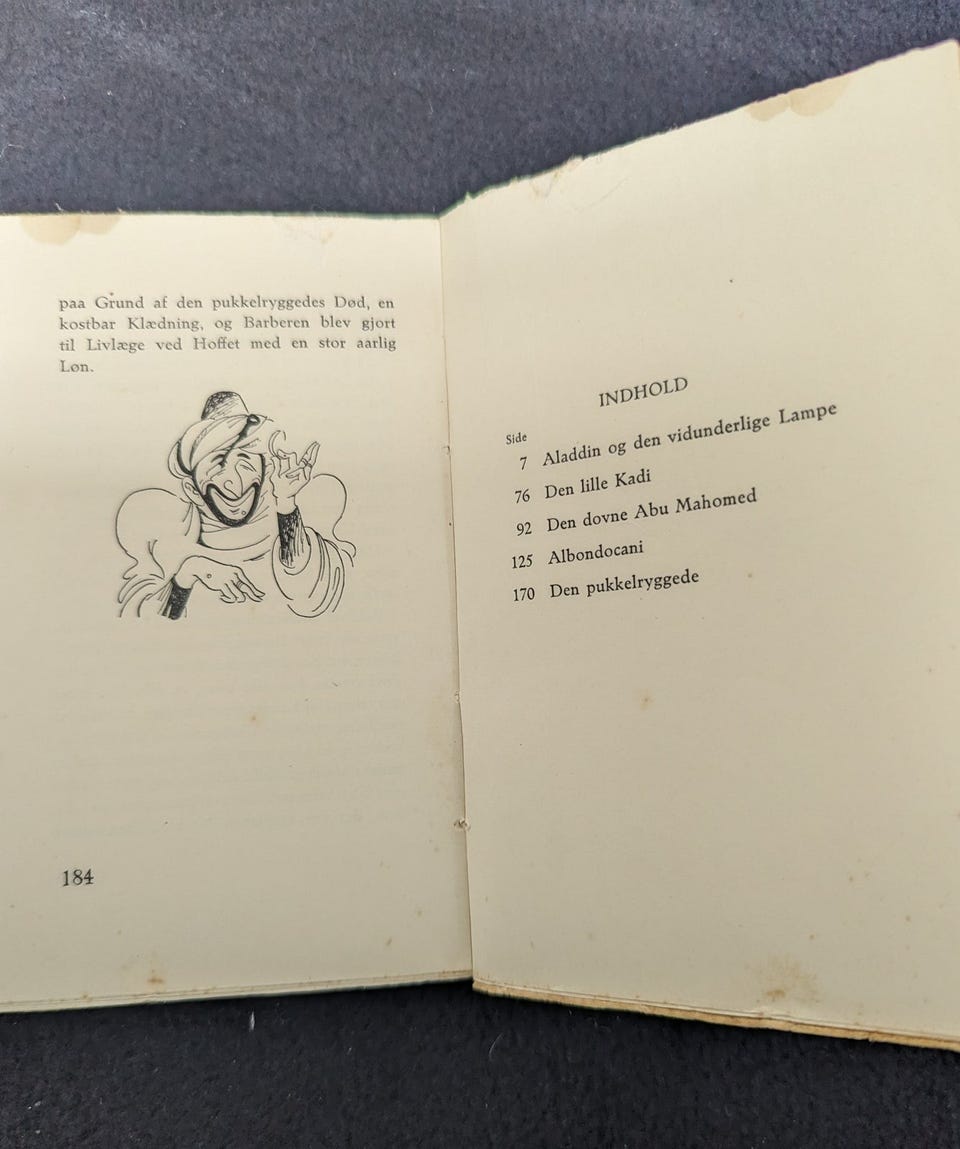 paa Grund af den pukkelryggedes Død, en
kostbar Klædning, og Barberen blev gjort
til Livlæge ved Hoffet med en stor aarlig
Løn.
184
INDHOLD
Side
7 Aladdin og den vidunderlige Lampe
76 Den lille Kadi
92 Den dovne Abu Mahomed
125 Albondocani
170 Den pukkelryggede